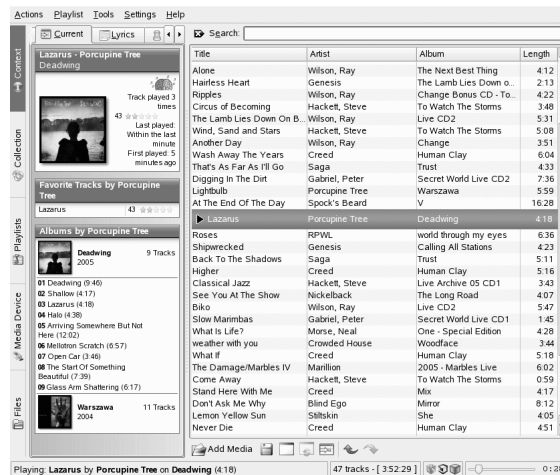 Actions Playlist Tools Settings Help
Current Lyrics
Search:
Context
Collection
Playlists
Media Device
Files
Lazarus - Porcupine Tree
Deadwing
Track played 3
times
43
Last played:
Within the last
minute
First played: 5
minutes ago
Favorite Tracks by Porcupine
Tree
Lazarus 43
Albums by Porcupine Tree
Deadwing 9 Tracks
2005
01 Deadwing (9:46)
02 Shallow (4:17)
03 Lazarus (4:18)
04 Halo (4:38)
05 Arriving Somewhere But Not
Here (12:02)
06 Mellotron Scratch (6:57)
07 Open Car (3:46)
08 The Start Of Something
Beautiful (7:39)
09 Glass Arm Shattering (6:17)
Warszawa 11 Tracks
2004
Title Artist Album Length
Alone Wilson, Ray The Next Best Thing 4:12
Hairless Heart Genesis The Lamb Lies Down o... 2:13
Ripples Wilson, Ray Change Bonus CD - To... 4:22
Circus of Becoming Hackett, Steve To Watch The Storms 3:48
The Lamb Lies Down On B... Wilson, Ray Live CD2 5:31
Wind, Sand and Stars Hackett, Steve To Watch The Storms 5:08
Another Day Wilson, Ray Change 3:51
Wash Away The Years Creed Human Clay 6:04
That's As Far As I'll Go Saga Trust 4:33
Digging In The Dirt Gabriel, Peter Secret World Live CD2 7:36
Lightbulb Porcupine Tree Warszawa 5:59
At The End Of The Day Spock's Beard V 16:28
Lazarus Porcupine Tree Deadwing 4:18
Roses RPWL world through my eyes 6:36
Shipwrecked Genesis Calling All Stations 4:23
Back To The Shadows Saga Trust 5:11
Higher Creed Human Clay 5:16
Classical Jazz Hackett, Steve Live Archive 05 CD1 3:43
See You At The Show Nickelback The Long Road 4:07
Biko Wilson, Ray Live CD2 5:47
Slow Marimbas Gabriel, Peter Secret World Live CD1 1:45
What Is Life? Morse, Neal One - Special Edition 4:28
weather with you Crowded House Woodface 3:44
What If Creed Human Clay 5:18
The Damage/Marbles IV Marillion 2005 - Marbles Live 6:02
Come Away Hackett, Steve To Watch The Storms 0:59
Stand Here With Me Creed Mix 4:17
Don't Ask Me Why Blind Ego Mirror 8:12
Lemon Yellow Sun Stiltskin She 4:05
Never Die Creed Human Clay 4:51
Add Media
Playing: Lazarus by Porcupine Tree on Deadwing (4:18) 47 tracks - [ 3:52:29 ]